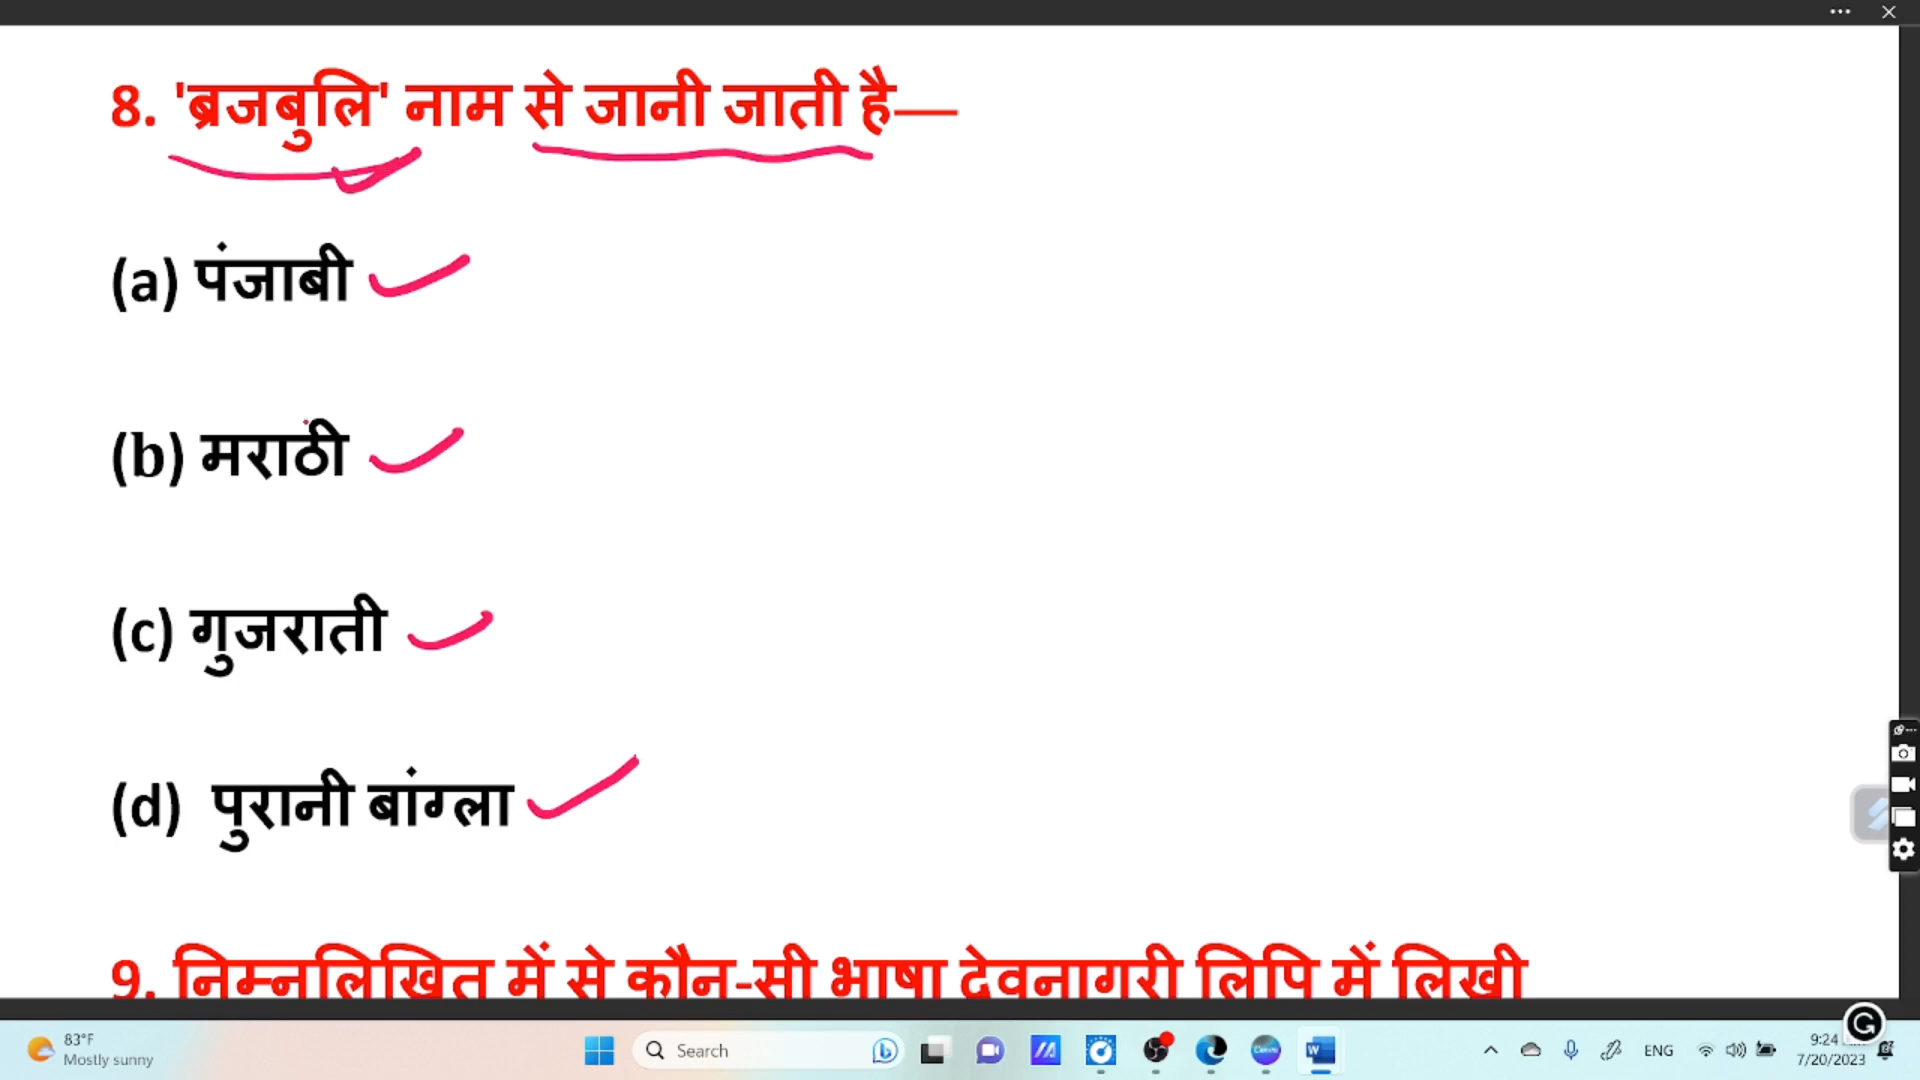 8. 'ब्रजबुलि' नाम से जानी जाती है—
(a) पंजाबी
(b) मराठी
(c) गुजराती
(d) पुरानी बांग्ला
9. निम्नलिखित में से कौन-सी भाषा देवनागरी लिपि में लिखी
83°F
Mostly sunny
Search
ENG
9:24
7/20/2023